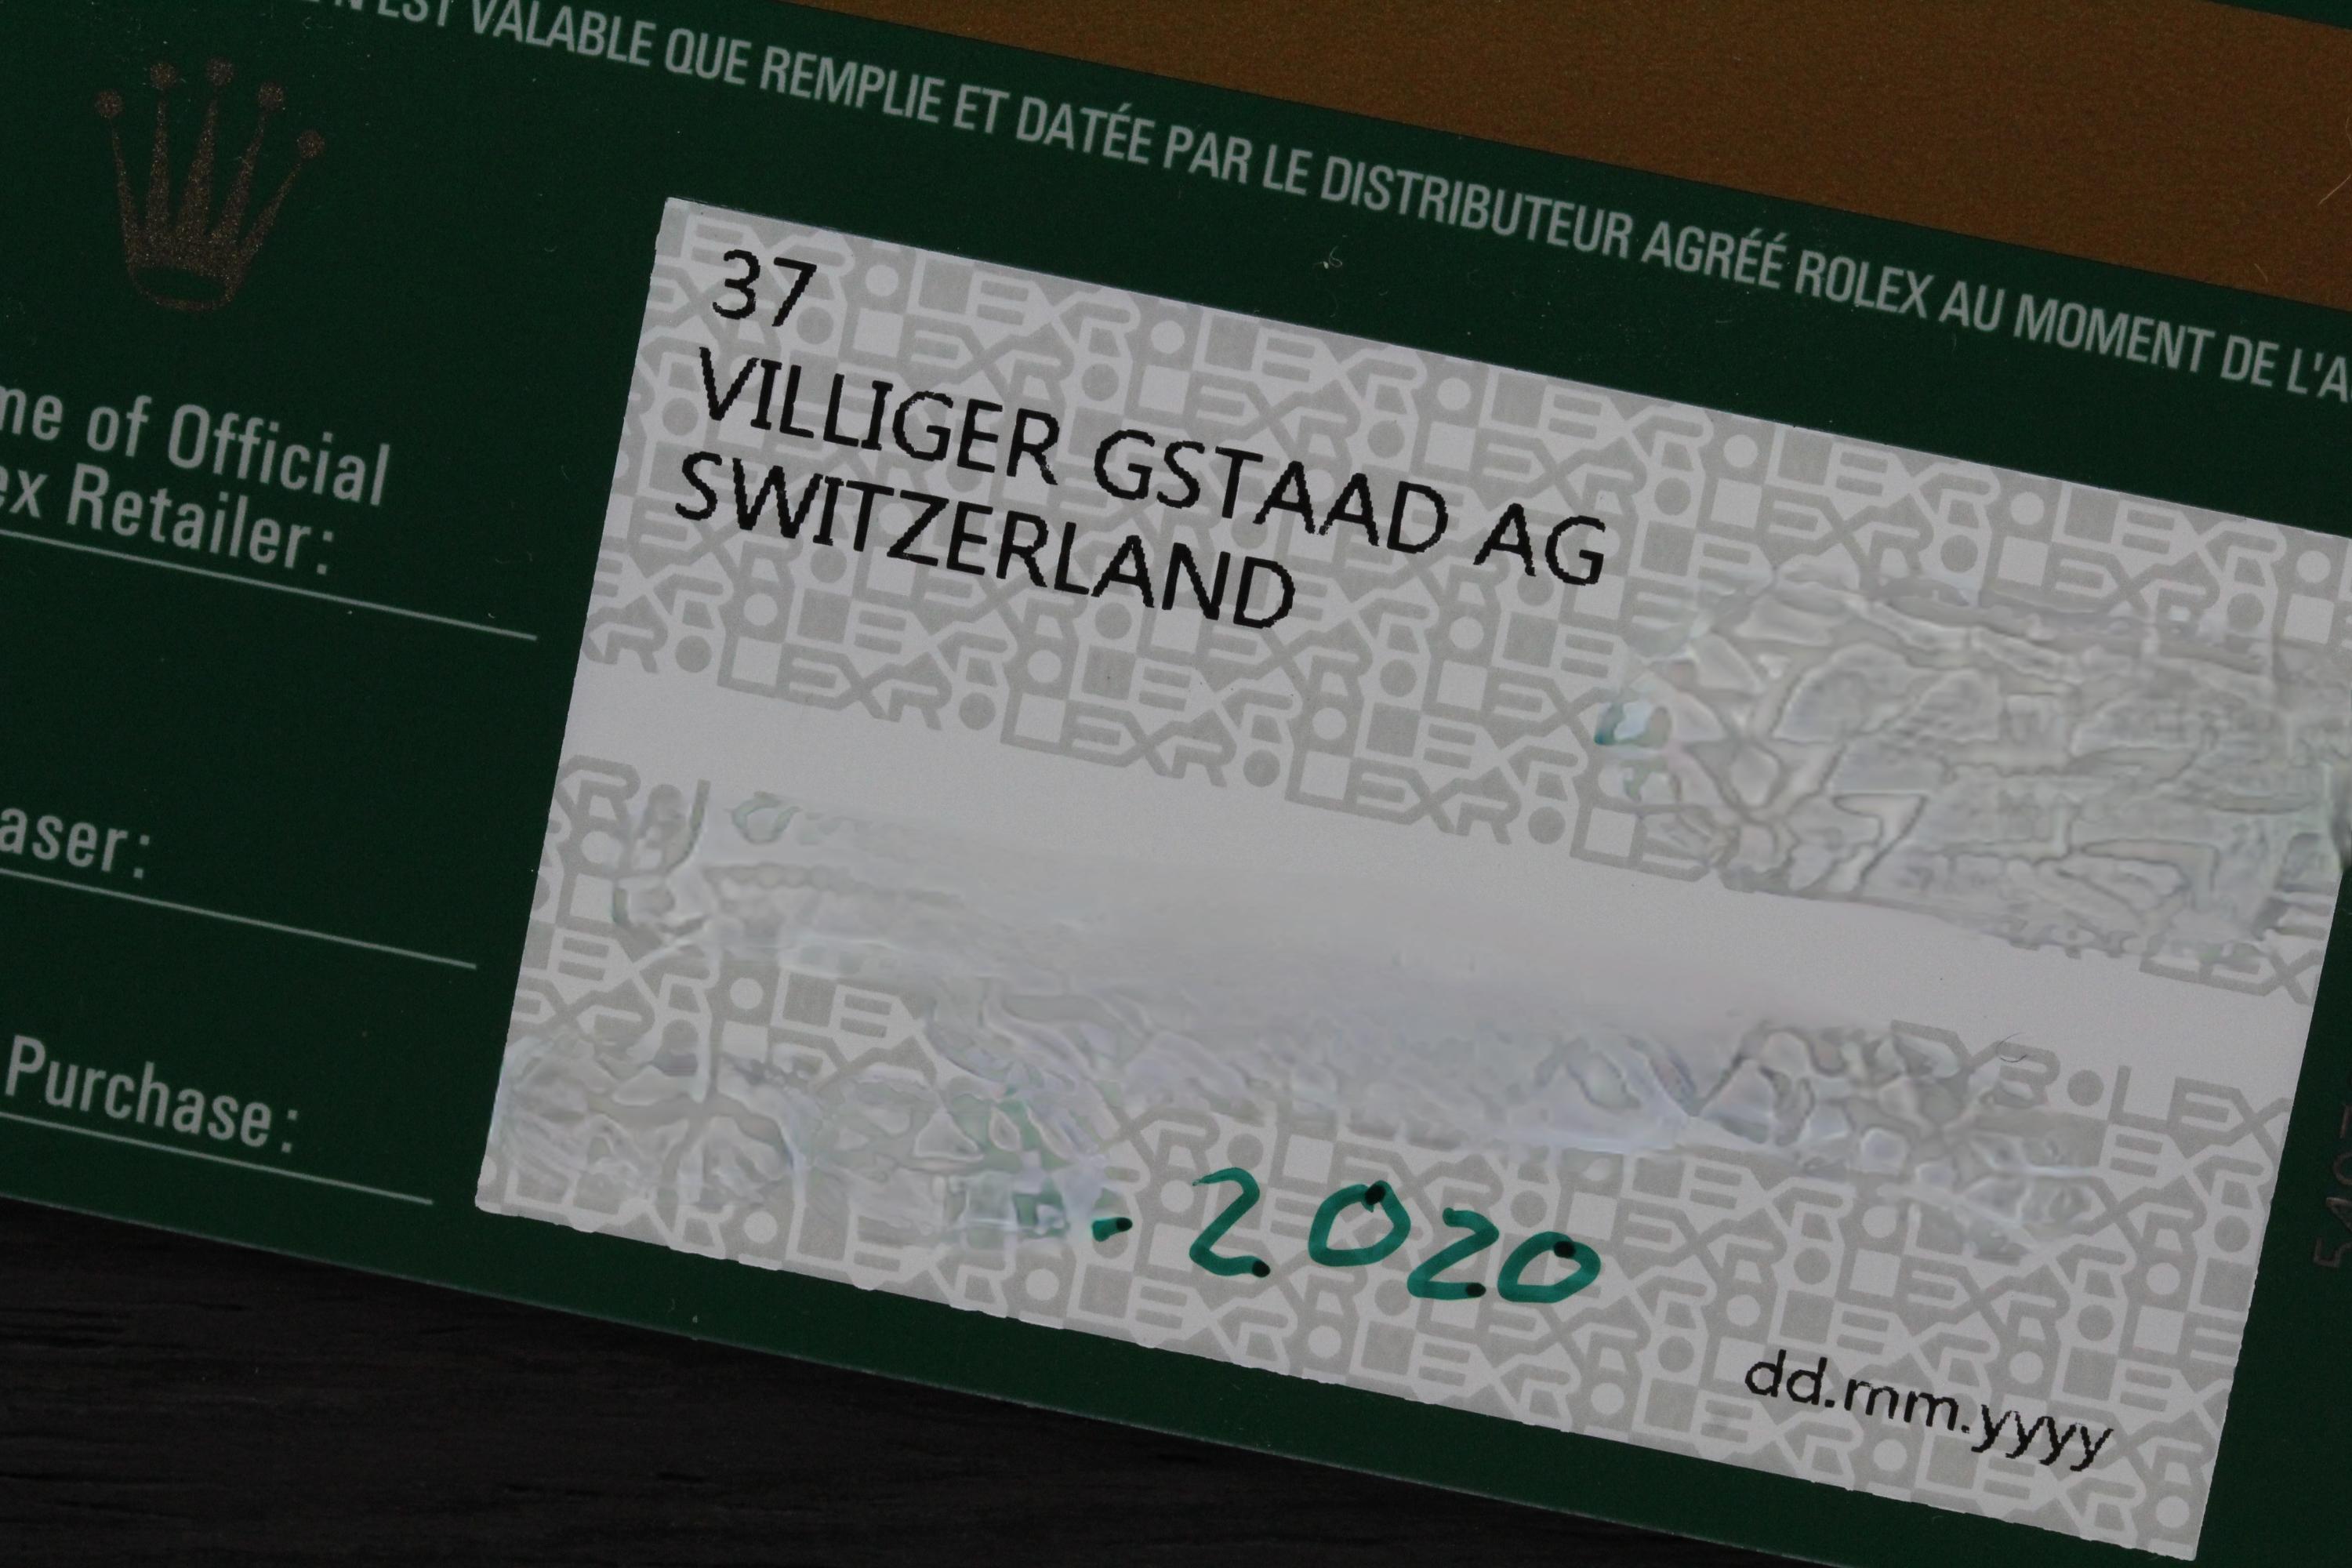 N'EST VALABLE QUE REMPLIE ET DATÉE PAR LE DISTRIBUTEUR AGRÉÉ ROLEX AU MOMENT DE L'A
37
VILLIGER GSTAAD AG
SWITZERLAND
me of Official
ex Retailer:
aser:
Purchase:
- 2020
dd.mm.yyyy